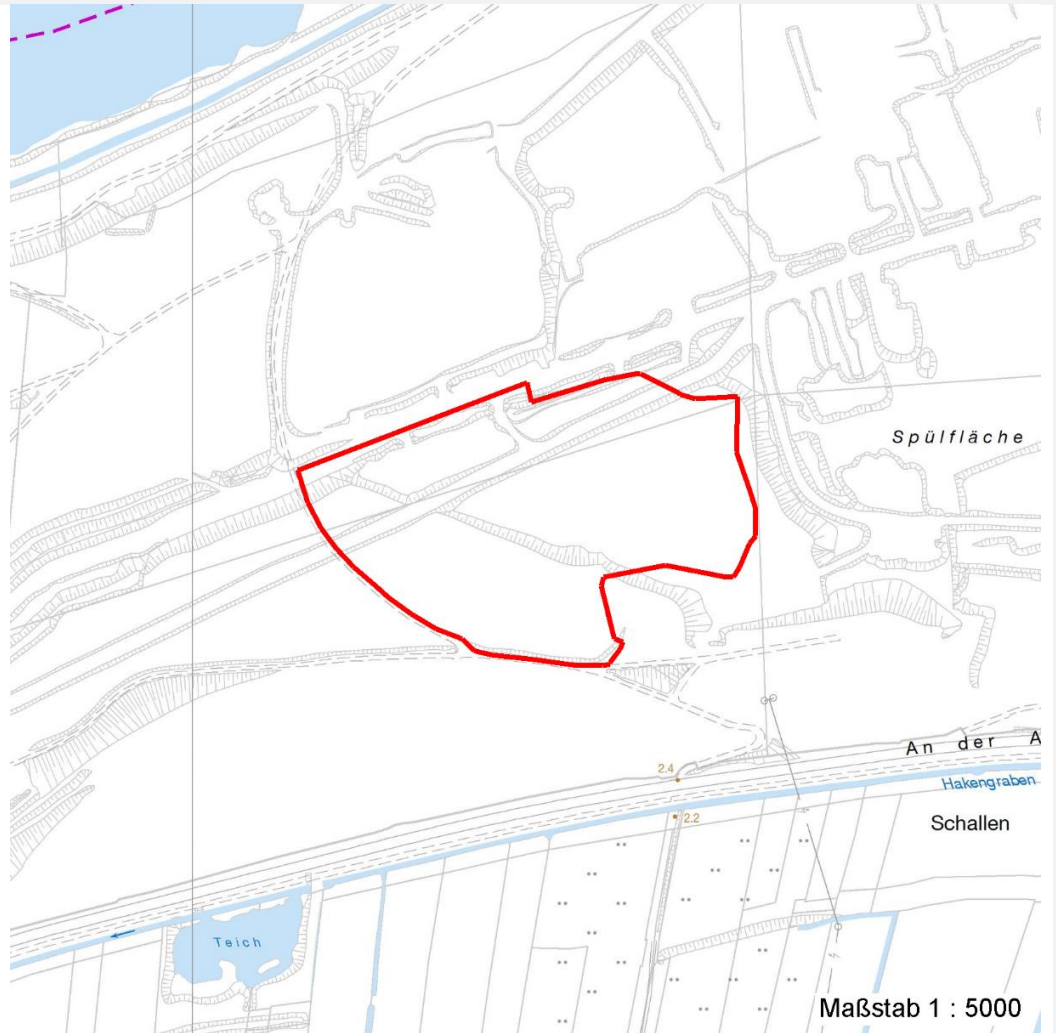 Spülfläche
An der A
2.4
Hakengraben
2.2
Schallen
Teich
Maßstab 1 : 5000